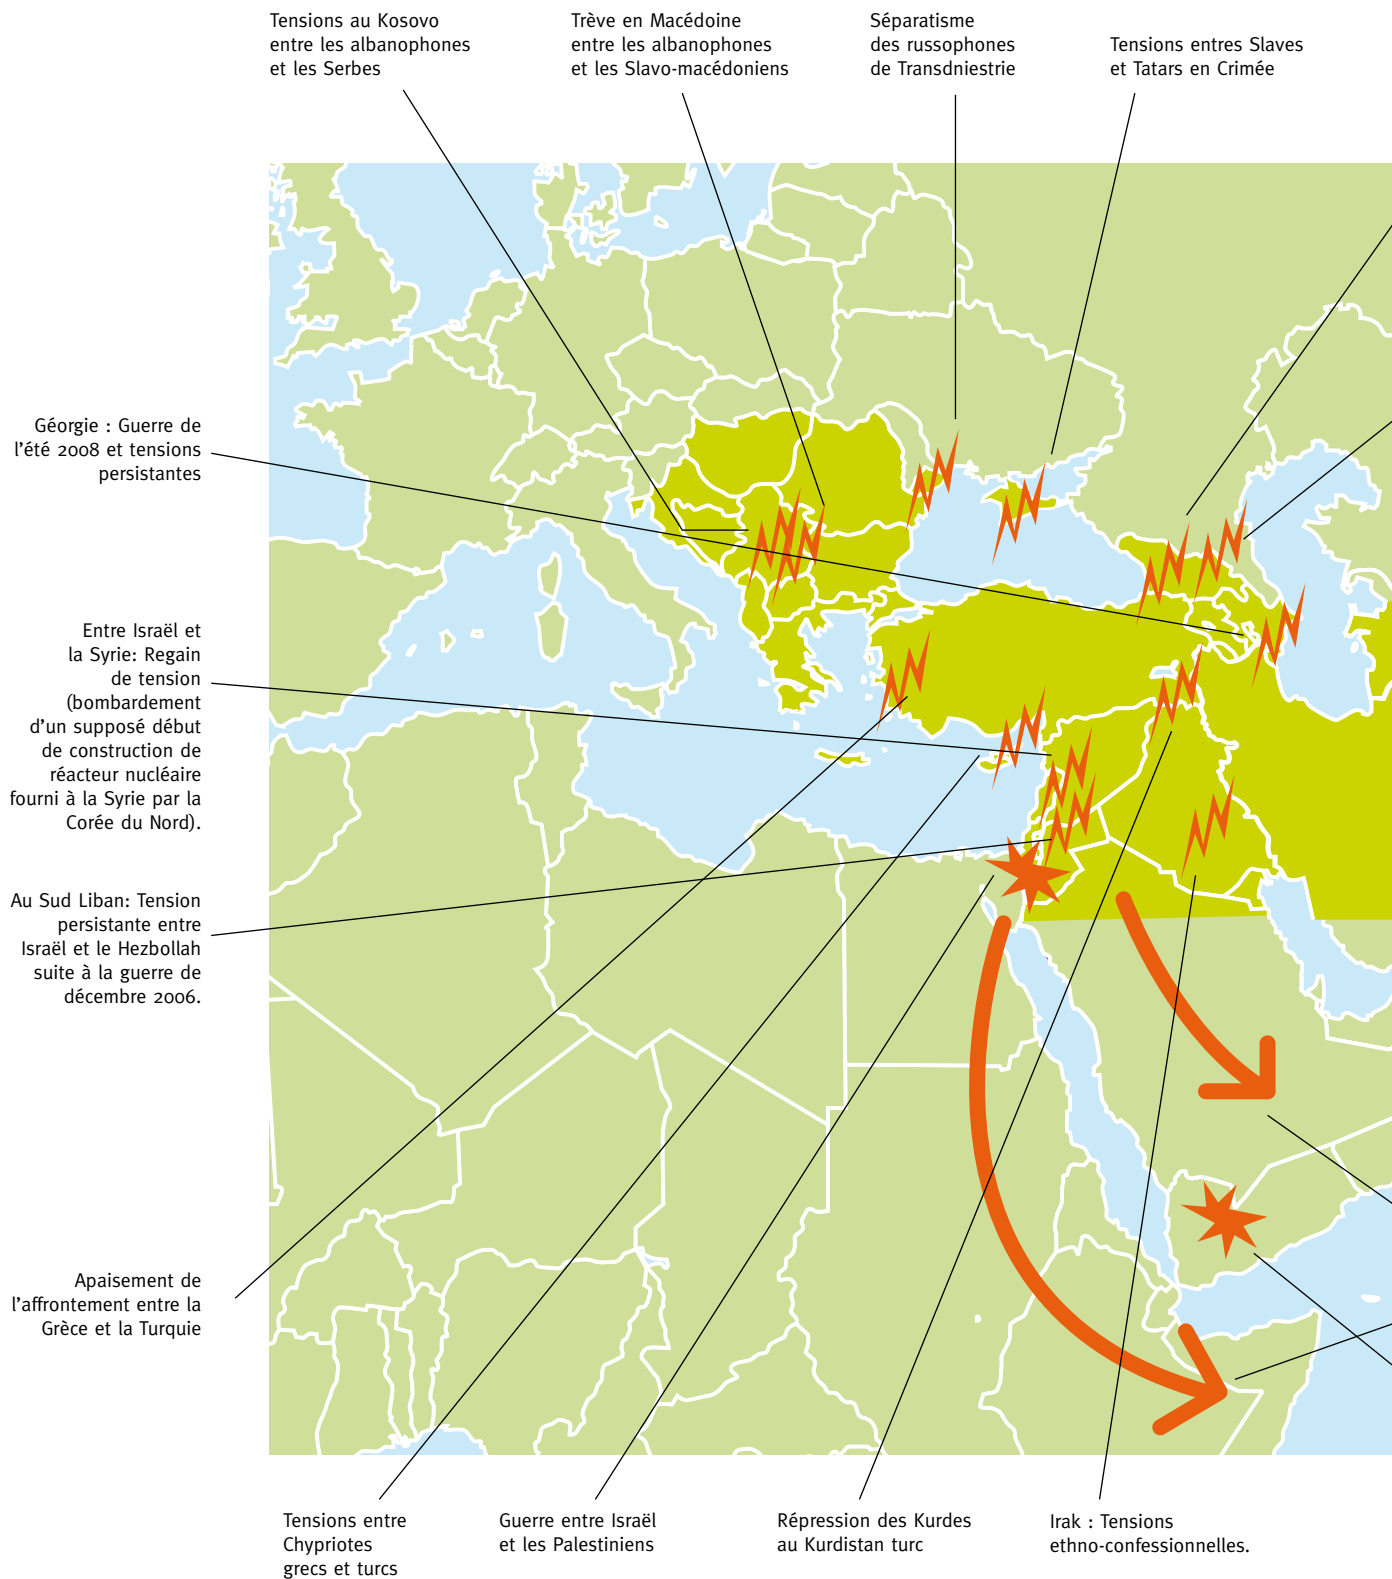 Tensions au Kosovo
entre les albanophones
et les Serbes
Trève en Macédoine
entre les albanophones
et les Slavo-macédoniens
Séparatisme
des russophones
de Transdniestrie
Tensions entres Slaves
et Tatars en Crimée
Géorgie : Guerre de
l'été 2008 et tensions
persistantes
Entre Israël et
la Syrie: Regain
de tension
(bombardement
d'un supposé début
de construction de
réacteur nucléaire
fourni à la Syrie par la
Corée du Nord).
Au Sud Liban: Tension
persistante entre
Israël et le Hezbollah
suite à la guerre de
décembre 2006.
Apaisement de
l'affrontement entre la
Grèce et la Turquie
Tensions entre
Chypriotes
grecs et turcs
Guerre entre Israël
et les Palestiniens
Répression des Kurdes
au Kurdistan turc
Irak : Tensions
ethno-confessionnelles.